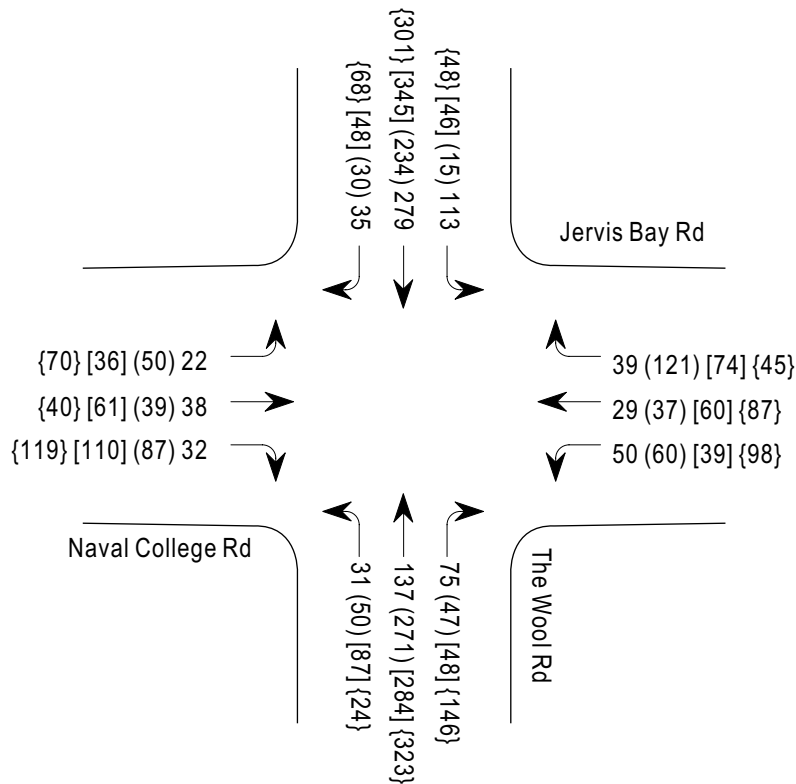 {68} [48] (30) 35
{301} [345] (234) 279
{48} [46] (15) 113
Jervis Bay Rd
{70} [36] (50) 22
{40} [61] (39) 38
{119} [110] (87) 32
39 (121) [74] {45}
29 (37) [60] {87}
50 (60) [39] {98}
Naval College Rd
31 (50) [87] {24}
137 (271) [284] {323}
75 (47) [48] {146}
The Wool Rd